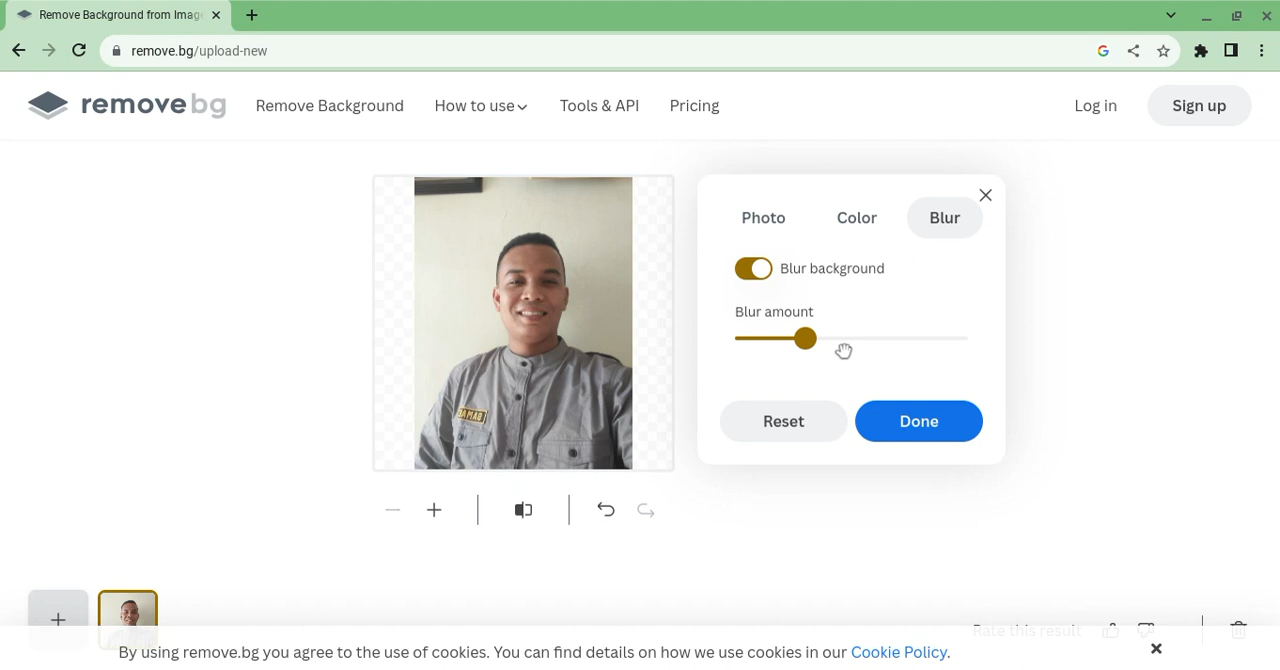 Remove Background from Imag
remove.bg/upload-new
removebg Remove Background How to use Tools & API Pricing Log in Sign up
Photo Color Blur
Blur background
Blur amount
Reset Done
Rate this result
By using remove.bg you agree to the use of cookies. You can find details on how we use cookies in our Cookie Policy.